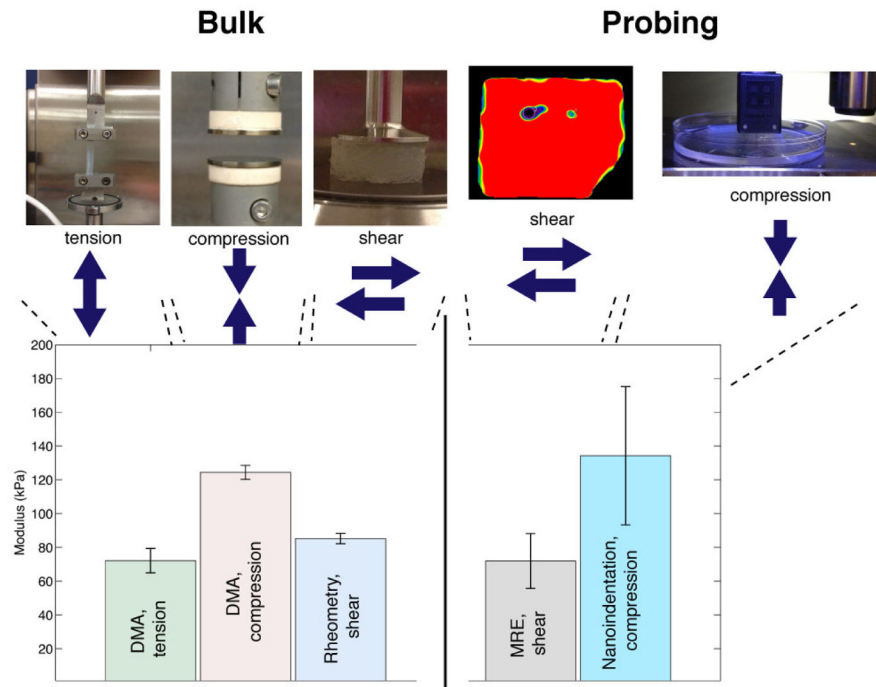 Bulk
Probing
tension
compression
shear
shear
compression
200
180
160
140
120
100
80
60
40
20
Modulus (kPa)
DMA,
tension
DMA,
compression
Rheometry,
shear
MRE,
shear
Nanoindentation,
compression